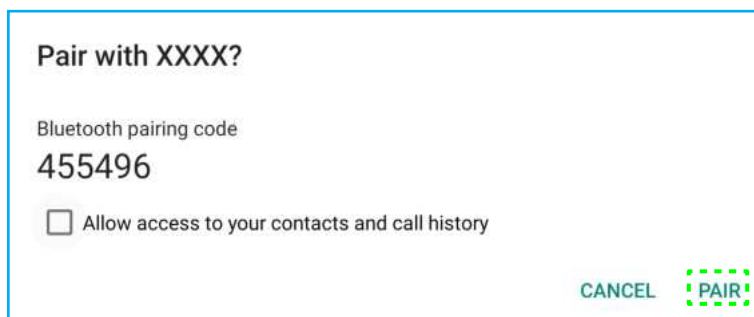 Pair with XXXX?
Bluetooth pairing code
455496
Allow access to your contacts and call history
CANCEL PAIR